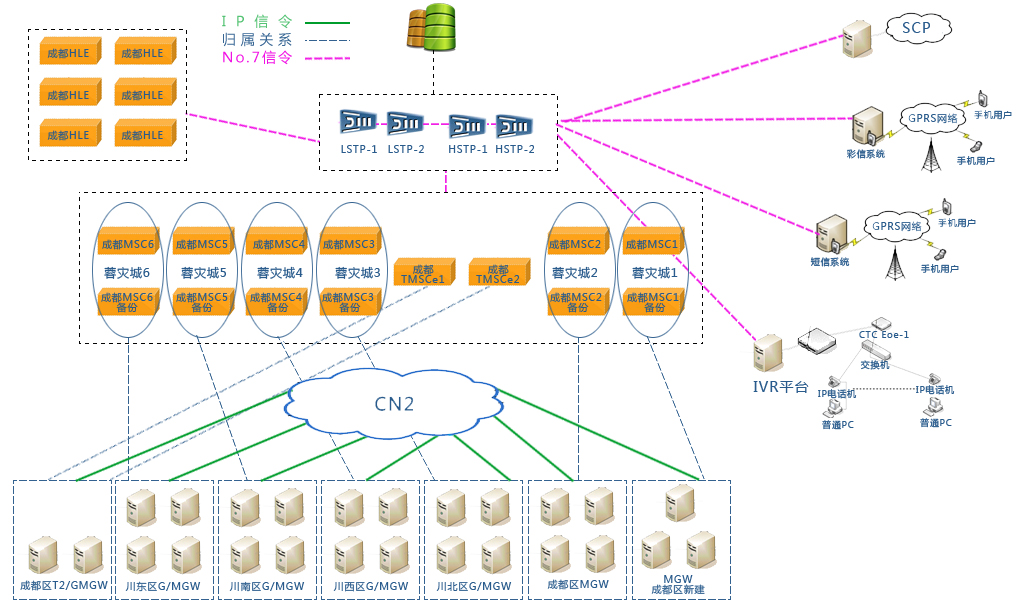 IP信令
归属关系
No.7信令
成都HLE
成都HLE
成都HLE
成都HLE
成都HLE
成都HLE
LSTP-1
LSTP-2
HSTP-1
HSTP-2
SCP
GPRS网络
手机用户
手机用户
彩信系统
GPRS网络
手机用户
手机用户
短信系统
成都MSC6
蓉灾城6
成都MSC6
备份
成都MSC5
蓉灾城5
成都MSC5
备份
成都MSC4
蓉灾城4
成都MSC4
备份
成都MSC3
蓉灾城3
成都MSC3
备份
成都
TMSCe1
成都
TMSCe2
成都MSC2
蓉灾城2
成都MSC2
备份
成都MSC1
蓉灾城1
成都MSC1
备份
IVR平台
CTC Eoe-1
交换机
IP电话机
IP电话机
普通PC
普通PC
CN2
成都区T2/GMGW
川东区G/MGW
川南区G/MGW
川西区G/MGW
川北区G/MGW
成都区MGW
MGW
成都区新建